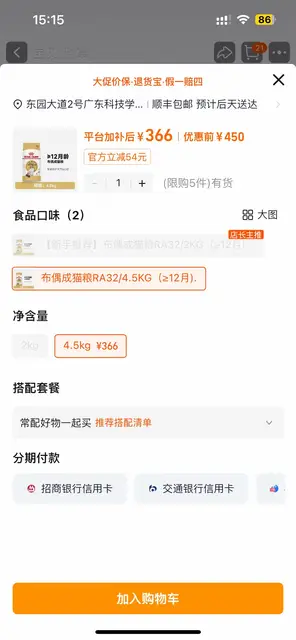 15:15
86
21
大促价保·退货宝·假一赔四
东园大道2号广东科技学... | 顺丰包邮 预计后天送达
≥12月龄
平台加补后 ¥366 | 优惠前 ¥450
官方立减54元
- 1 + (限购5件)有货
食品口味（2）
大图
店长主推
【新手推荐】布偶成猫粮RA32/2KG（≥12月）
布偶成猫粮RA32/4.5KG（≥12月）.
净含量
2kg
4.5kg ¥366
搭配套餐
常配好物一起买 推荐搭配清单
分期付款
招商银行信用卡
交通银行信用卡
加入购物车